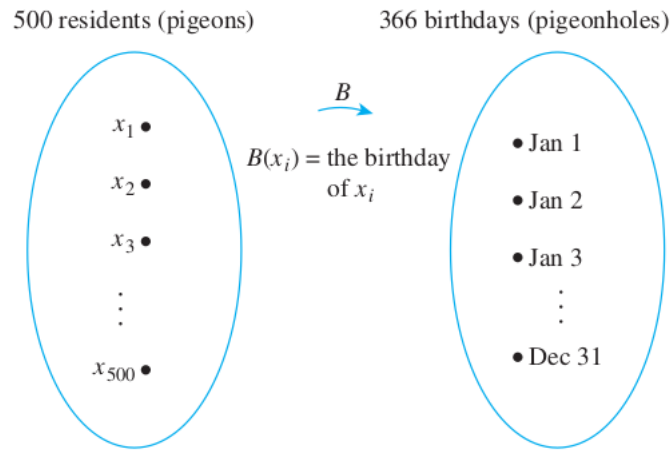 500 residents (pigeons)
366 birthdays (pigeonholes)
B
B(xᵢ) = the birthday
of xᵢ
x₁
x₂
x₃
⋮
x₅₀₀
Jan 1
Jan 2
Jan 3
⋮
Dec 31